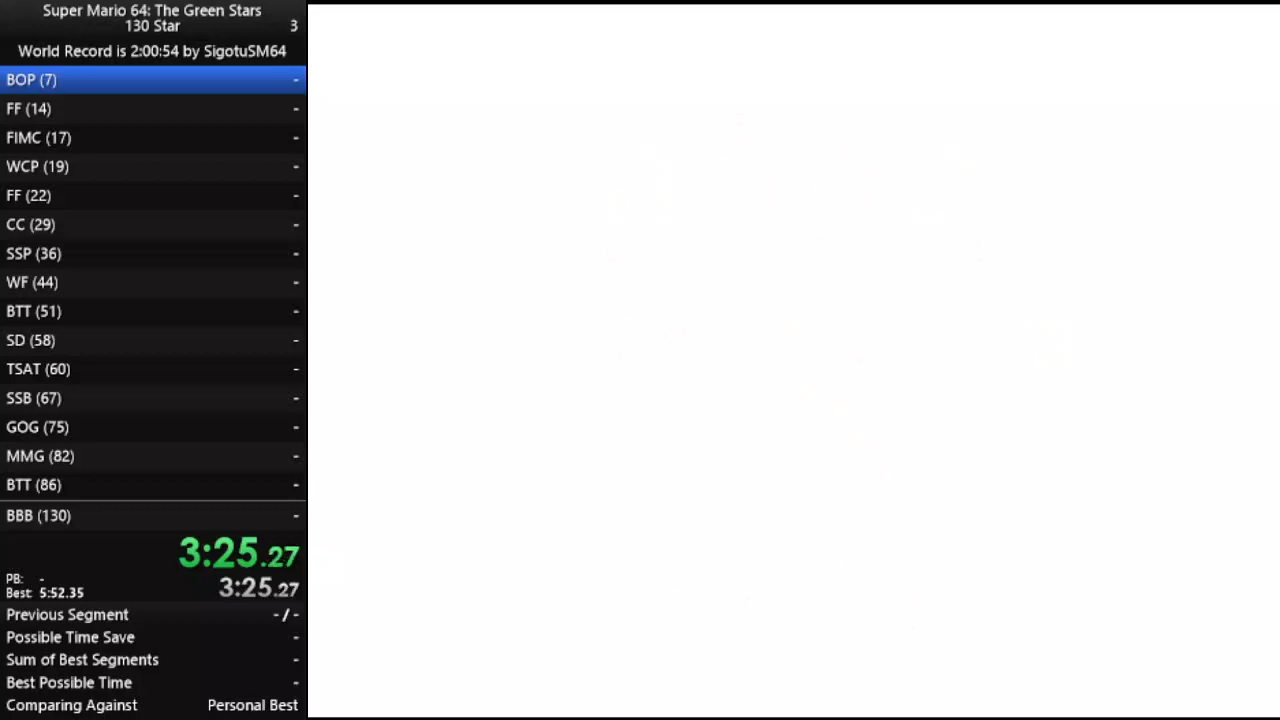 Super Mario 64: The Green Stars
130 Star 3
World Record is 2:00:54 by SigotuSM64
BOP (7) -
FF (14) -
FIMC (17) -
WCP (19) -
FF (22) -
CC (29) -
SSP (36) -
WF (44) -
BTT (51) -
SD (58) -
TSAT (60) -
SSB (67) -
GOG (75) -
MMG (82) -
BTT (86) -
BBB (130) -
3:25.27
PB: -
Best: 5:52.35 3:25.27
Previous Segment - / -
Possible Time Save -
Sum of Best Segments -
Best Possible Time -
Comparing Against Personal Best